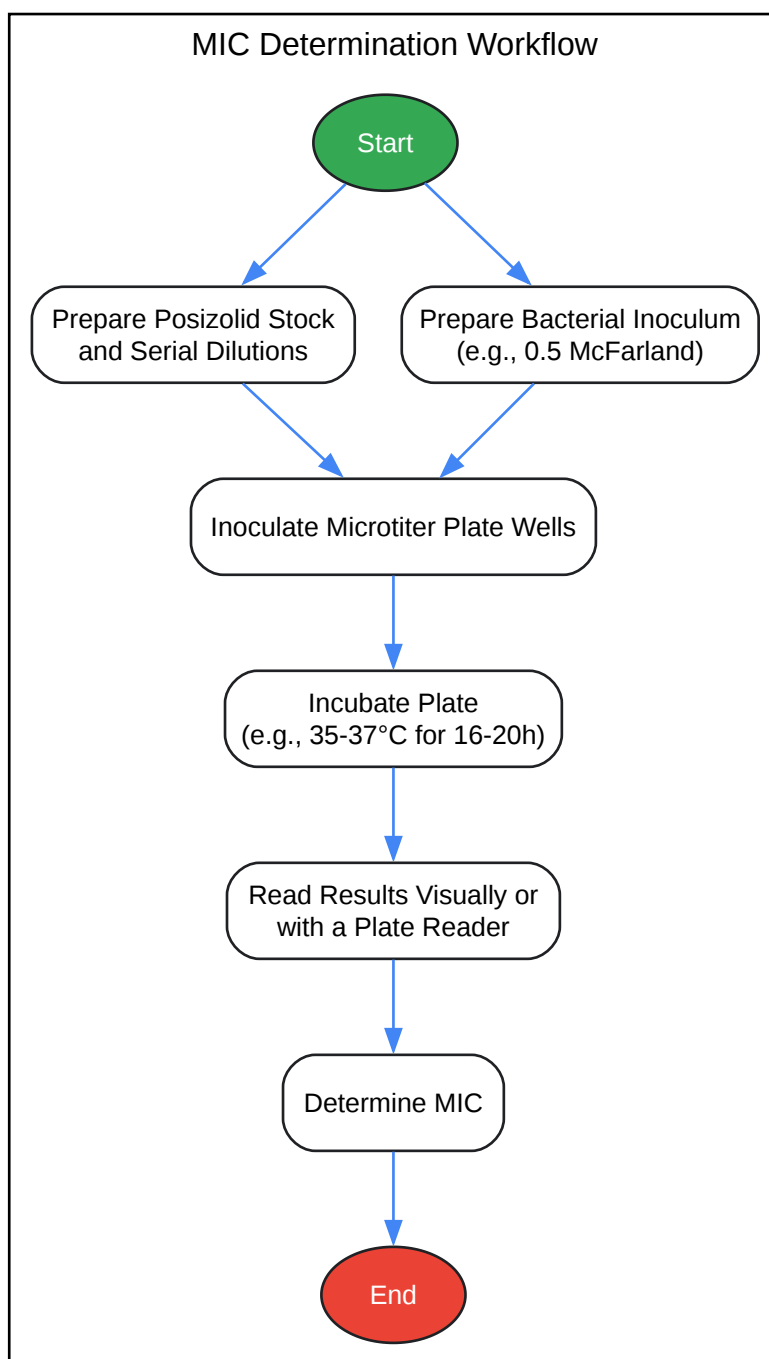 MIC Determination Workflow
Start
Prepare Posizolid Stock
and Serial Dilutions
Prepare Bacterial Inoculum
(e.g., 0.5 McFarland)
Inoculate Microtiter Plate Wells
Incubate Plate
(e.g., 35-37°C for 16-20h)
Read Results Visually or
with a Plate Reader
Determine MIC
End